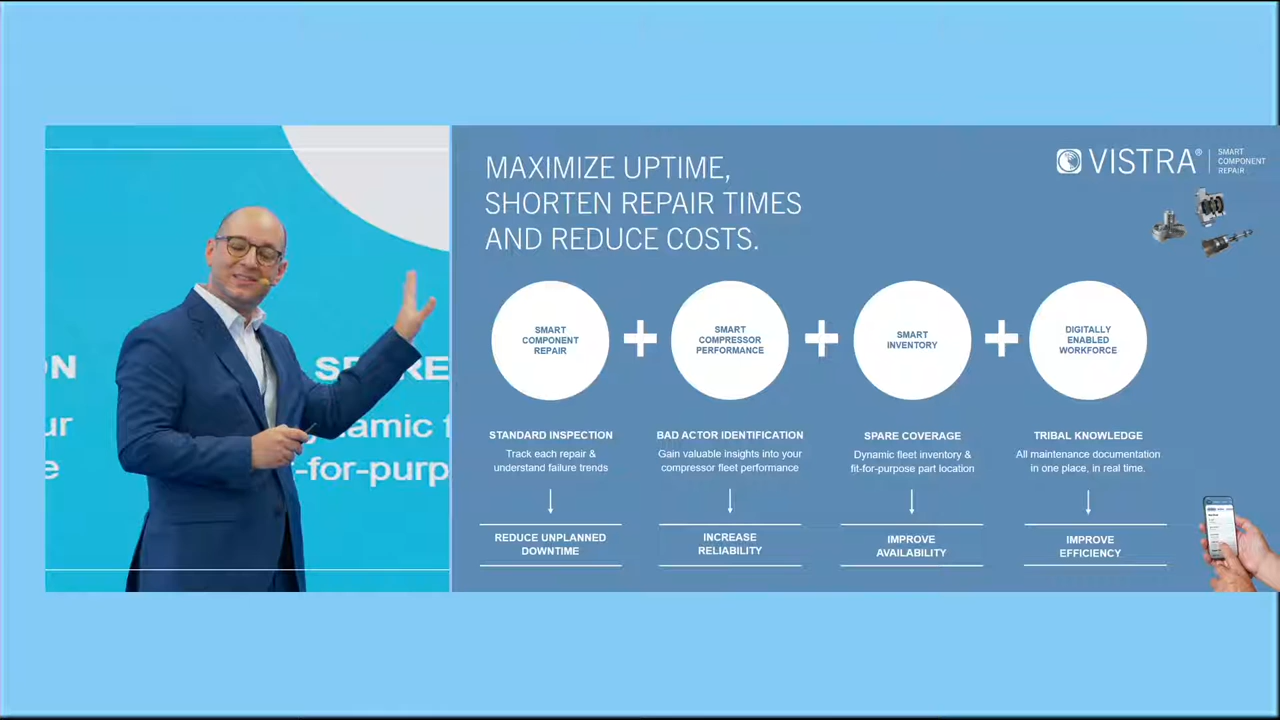 MAXIMIZE UPTIME,
SHORTEN REPAIR TIMES
AND REDUCE COSTS.
VISTRA®
SMART
COMPONENT
REPAIR
SMART
COMPONENT
REPAIR
SMART
COMPRESSOR
PERFORMANCE
SMART
INVENTORY
DIGITALLY
ENABLED
WORKFORCE
STANDARD INSPECTION
Track each repair &
understand failure trends
BAD ACTOR IDENTIFICATION
Gain valuable insights into your
compressor fleet performance
SPARE COVERAGE
Dynamic fleet inventory &
fit-for-purpose part location
TRIBAL KNOWLEDGE
All maintenance documentation
in one place, in real time.
REDUCE UNPLANNED
DOWNTIME
INCREASE
RELIABILITY
IMPROVE
AVAILABILITY
IMPROVE
EFFICIENCY